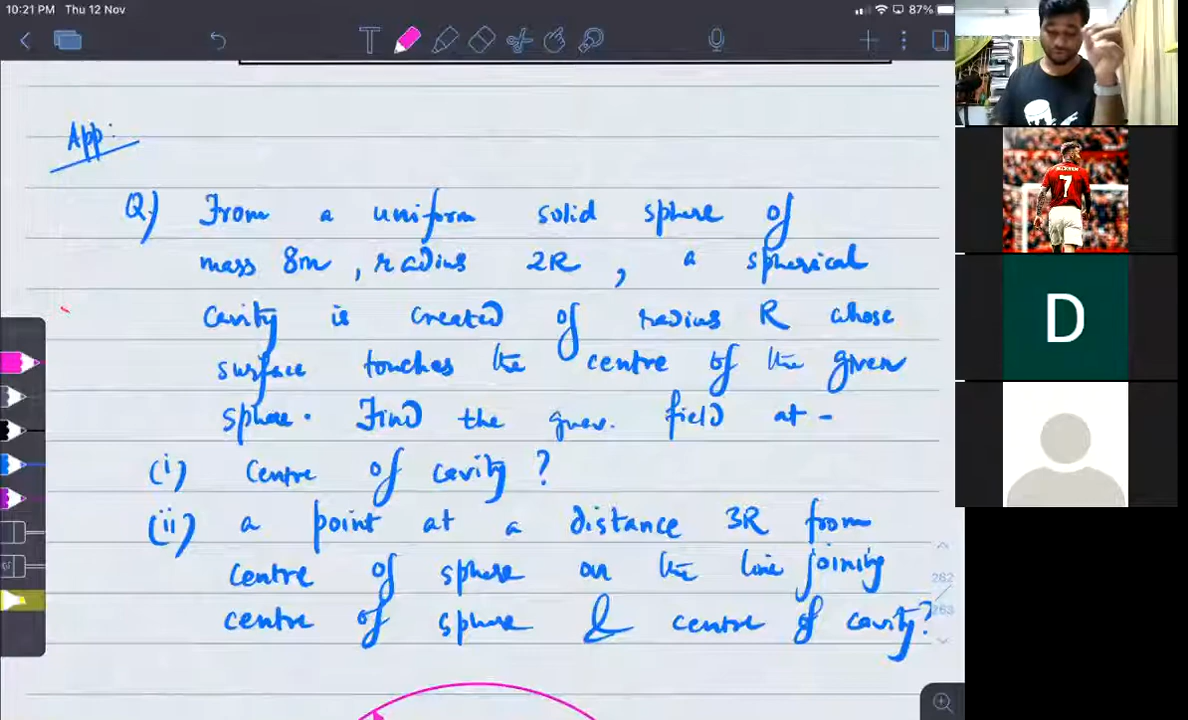 10:21 PM Thu 12 Nov
87%
App:
Q) From a uniform solid sphere of
mass 8m, radius 2R, a spherical
cavity is created of radius R whose
surface touches the centre of the given
sphere. Find the grav. field at -
(i) centre of cavity?
(ii) a point at a distance 3R from
centre of sphere on the line joining
centre of sphere & centre of cavity?
262
263
7
D